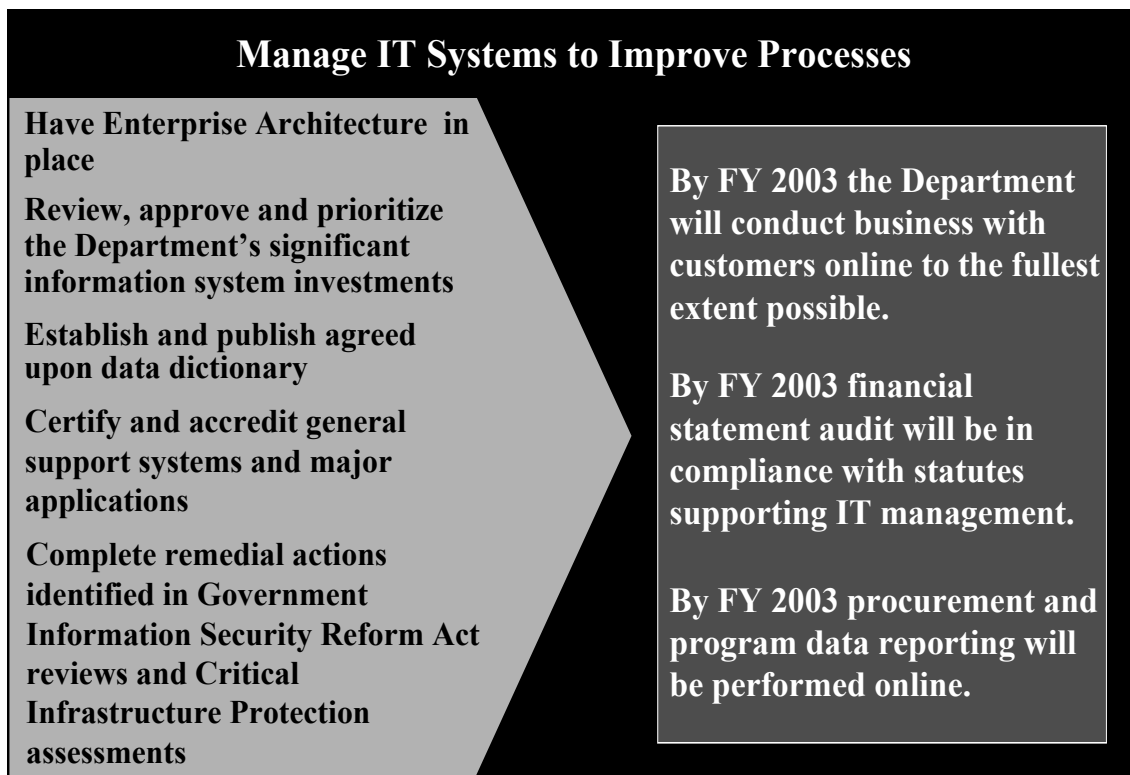 Manage IT Systems to Improve Processes
Have Enterprise Architecture in
place
Review, approve and prioritize
the Department’s significant
information system investments
Establish and publish agreed
upon data dictionary
Certify and accredit general
support systems and major
applications
Complete remedial actions
identified in Government
Information Security Reform Act
reviews and Critical
Infrastructure Protection
assessments
By FY 2003 the Department
will conduct business with
customers online to the fullest
extent possible.
By FY 2003 financial
statement audit will be in
compliance with statutes
supporting IT management.
By FY 2003 procurement and
program data reporting will
be performed online.